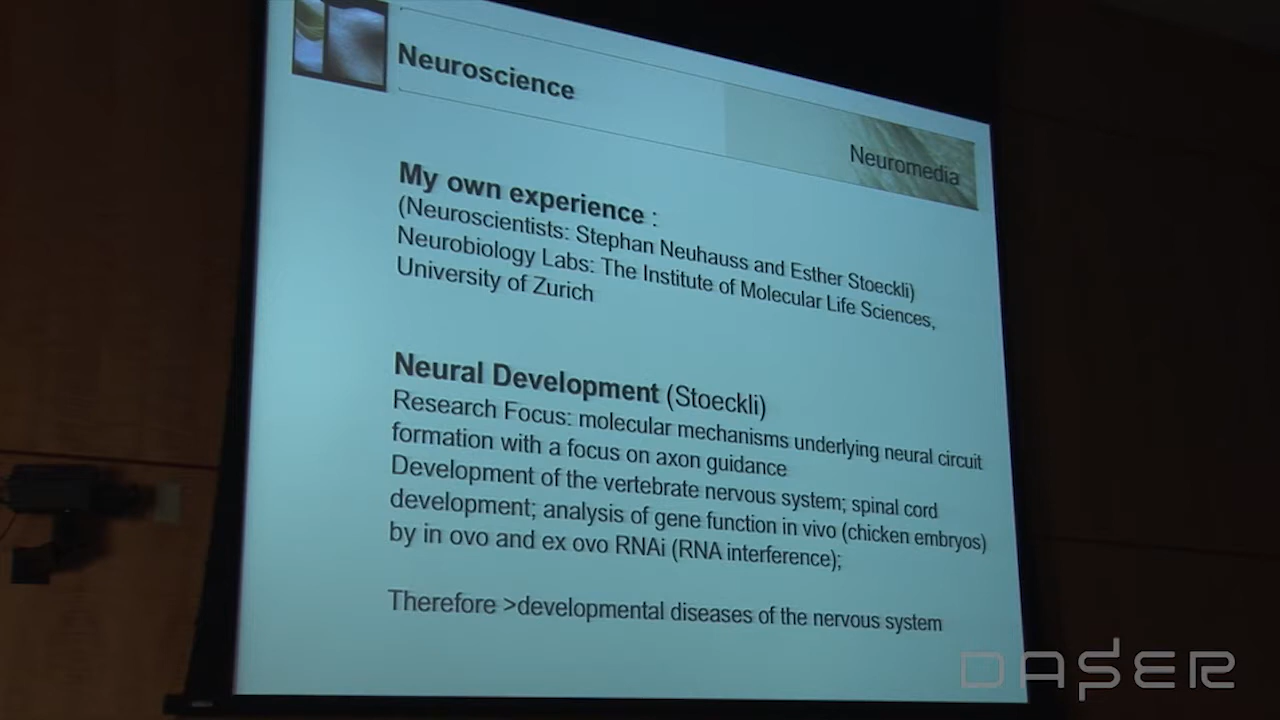 Neuroscience
Neuromedia
My own experience :
(Neuroscientists: Stephan Neuhauss and Esther Stoeckli)
Neurobiology Labs: The Institute of Molecular Life Sciences,
University of Zurich
Neural Development (Stoeckli)
Research Focus: molecular mechanisms underlying neural circuit
formation with a focus on axon guidance
Development of the vertebrate nervous system; spinal cord
development; analysis of gene function in vivo (chicken embryos)
by in ovo and ex ovo RNAi (RNA interference);
Therefore >developmental diseases of the nervous system
DASER